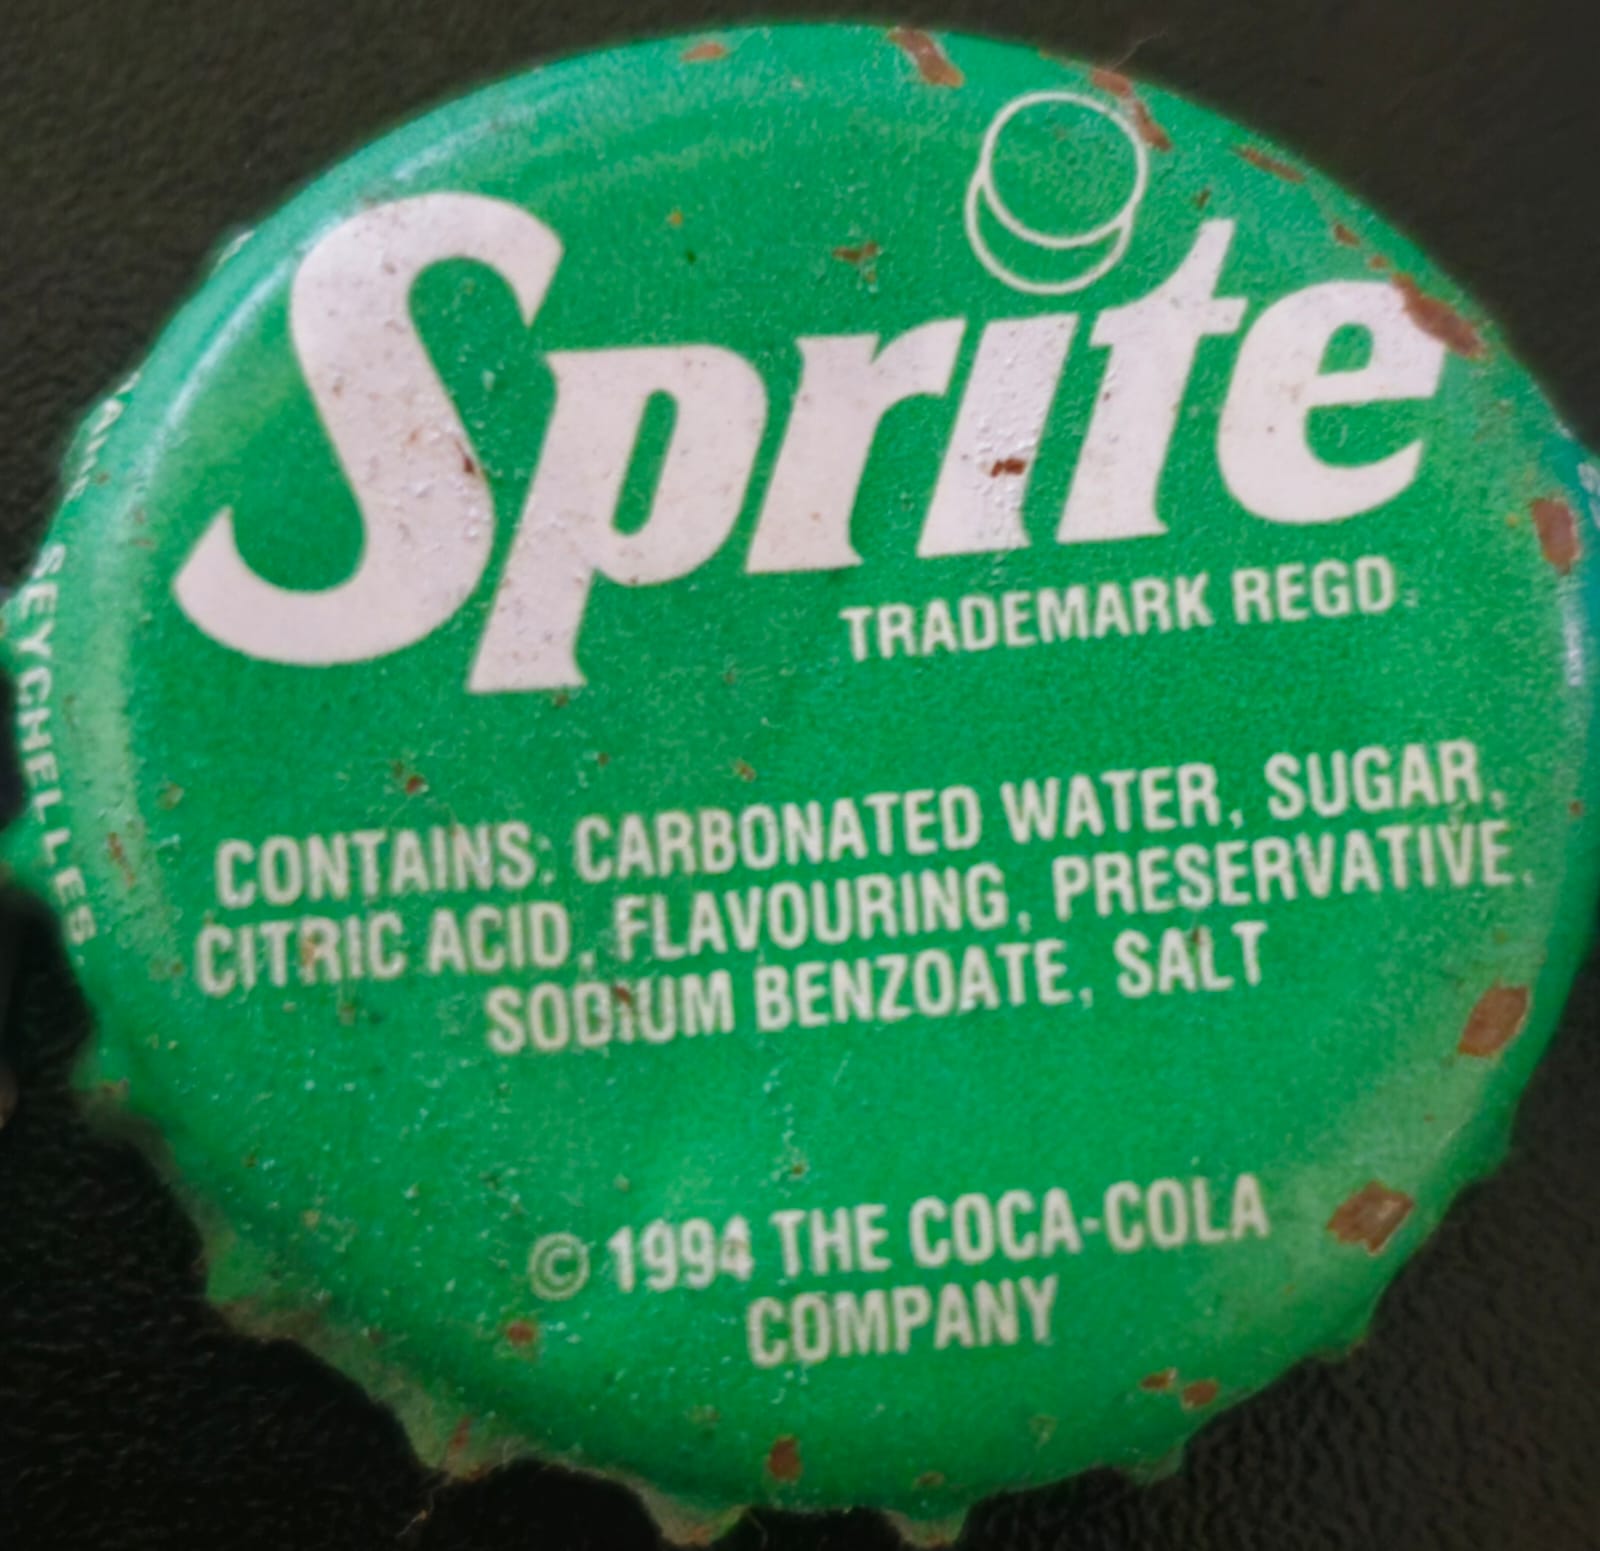 Sprite
TRADEMARK REGD
CONTAINS: CARBONATED WATER, SUGAR,
CITRIC ACID, FLAVOURING, PRESERVATIVE,
SODIUM BENZOATE, SALT
© 1994 THE COCA-COLA
COMPANY
SEYCHELLES